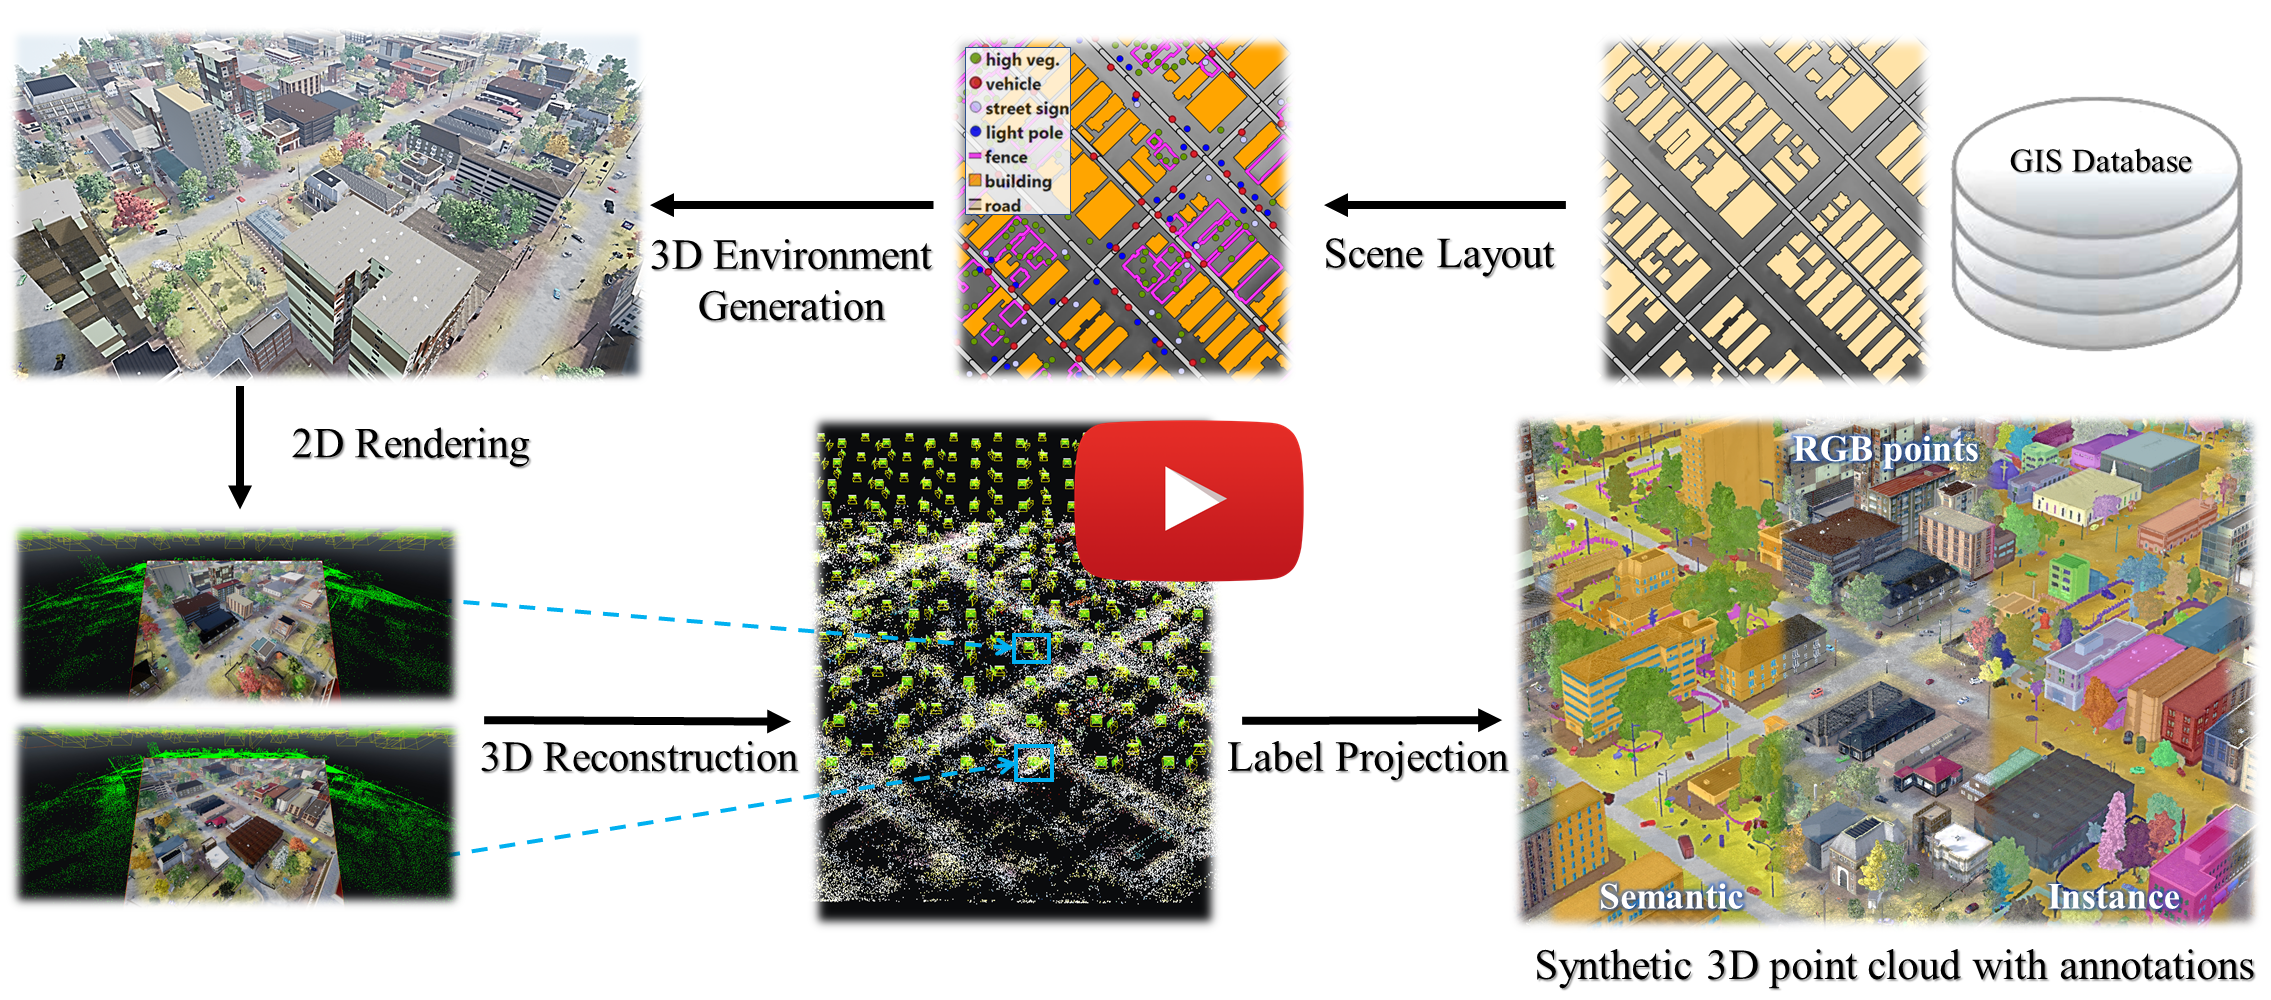 high veg.
vehicle
street sign
light pole
fence
building
road
GIS Database
3D Environment
Generation
Scene Layout
2D Rendering
RGB points
3D Reconstruction
Label Projection
Semantic
Instance
Synthetic 3D point cloud with annotations